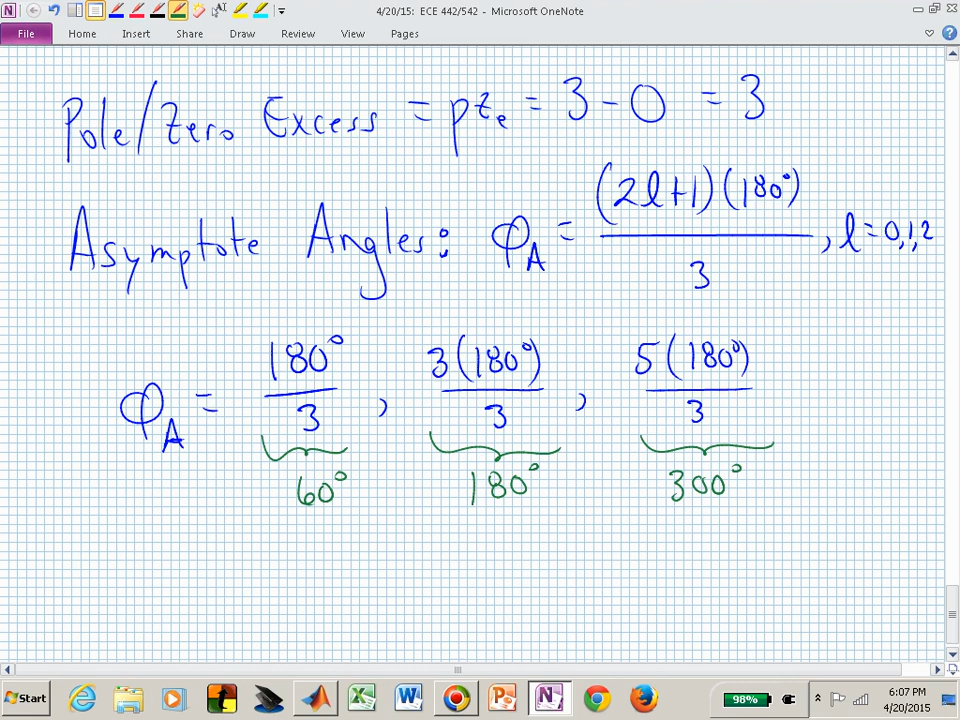 4/20/15: ECE 442/542 - Microsoft OneNote
File Home Insert Share Draw Review View Pages
Pole/Zero Excess = pzₑ = 3 - 0 = 3
Asymptote Angles: φ_A = (2l+1)(180°) / 3 , l = 0,1,2
φ_A = 180° / 3 , 3(180°) / 3 , 5(180°) / 3
60° 180° 300°
Start 98% 6:07 PM
4/20/2015